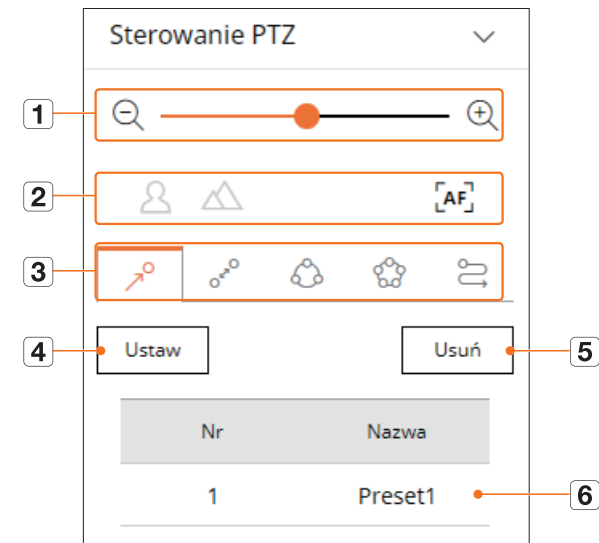 Sterowanie PTZ
1
2
AF
3
4
Ustaw
Usuń
5
Nr Nazwa
1 Preset1
6